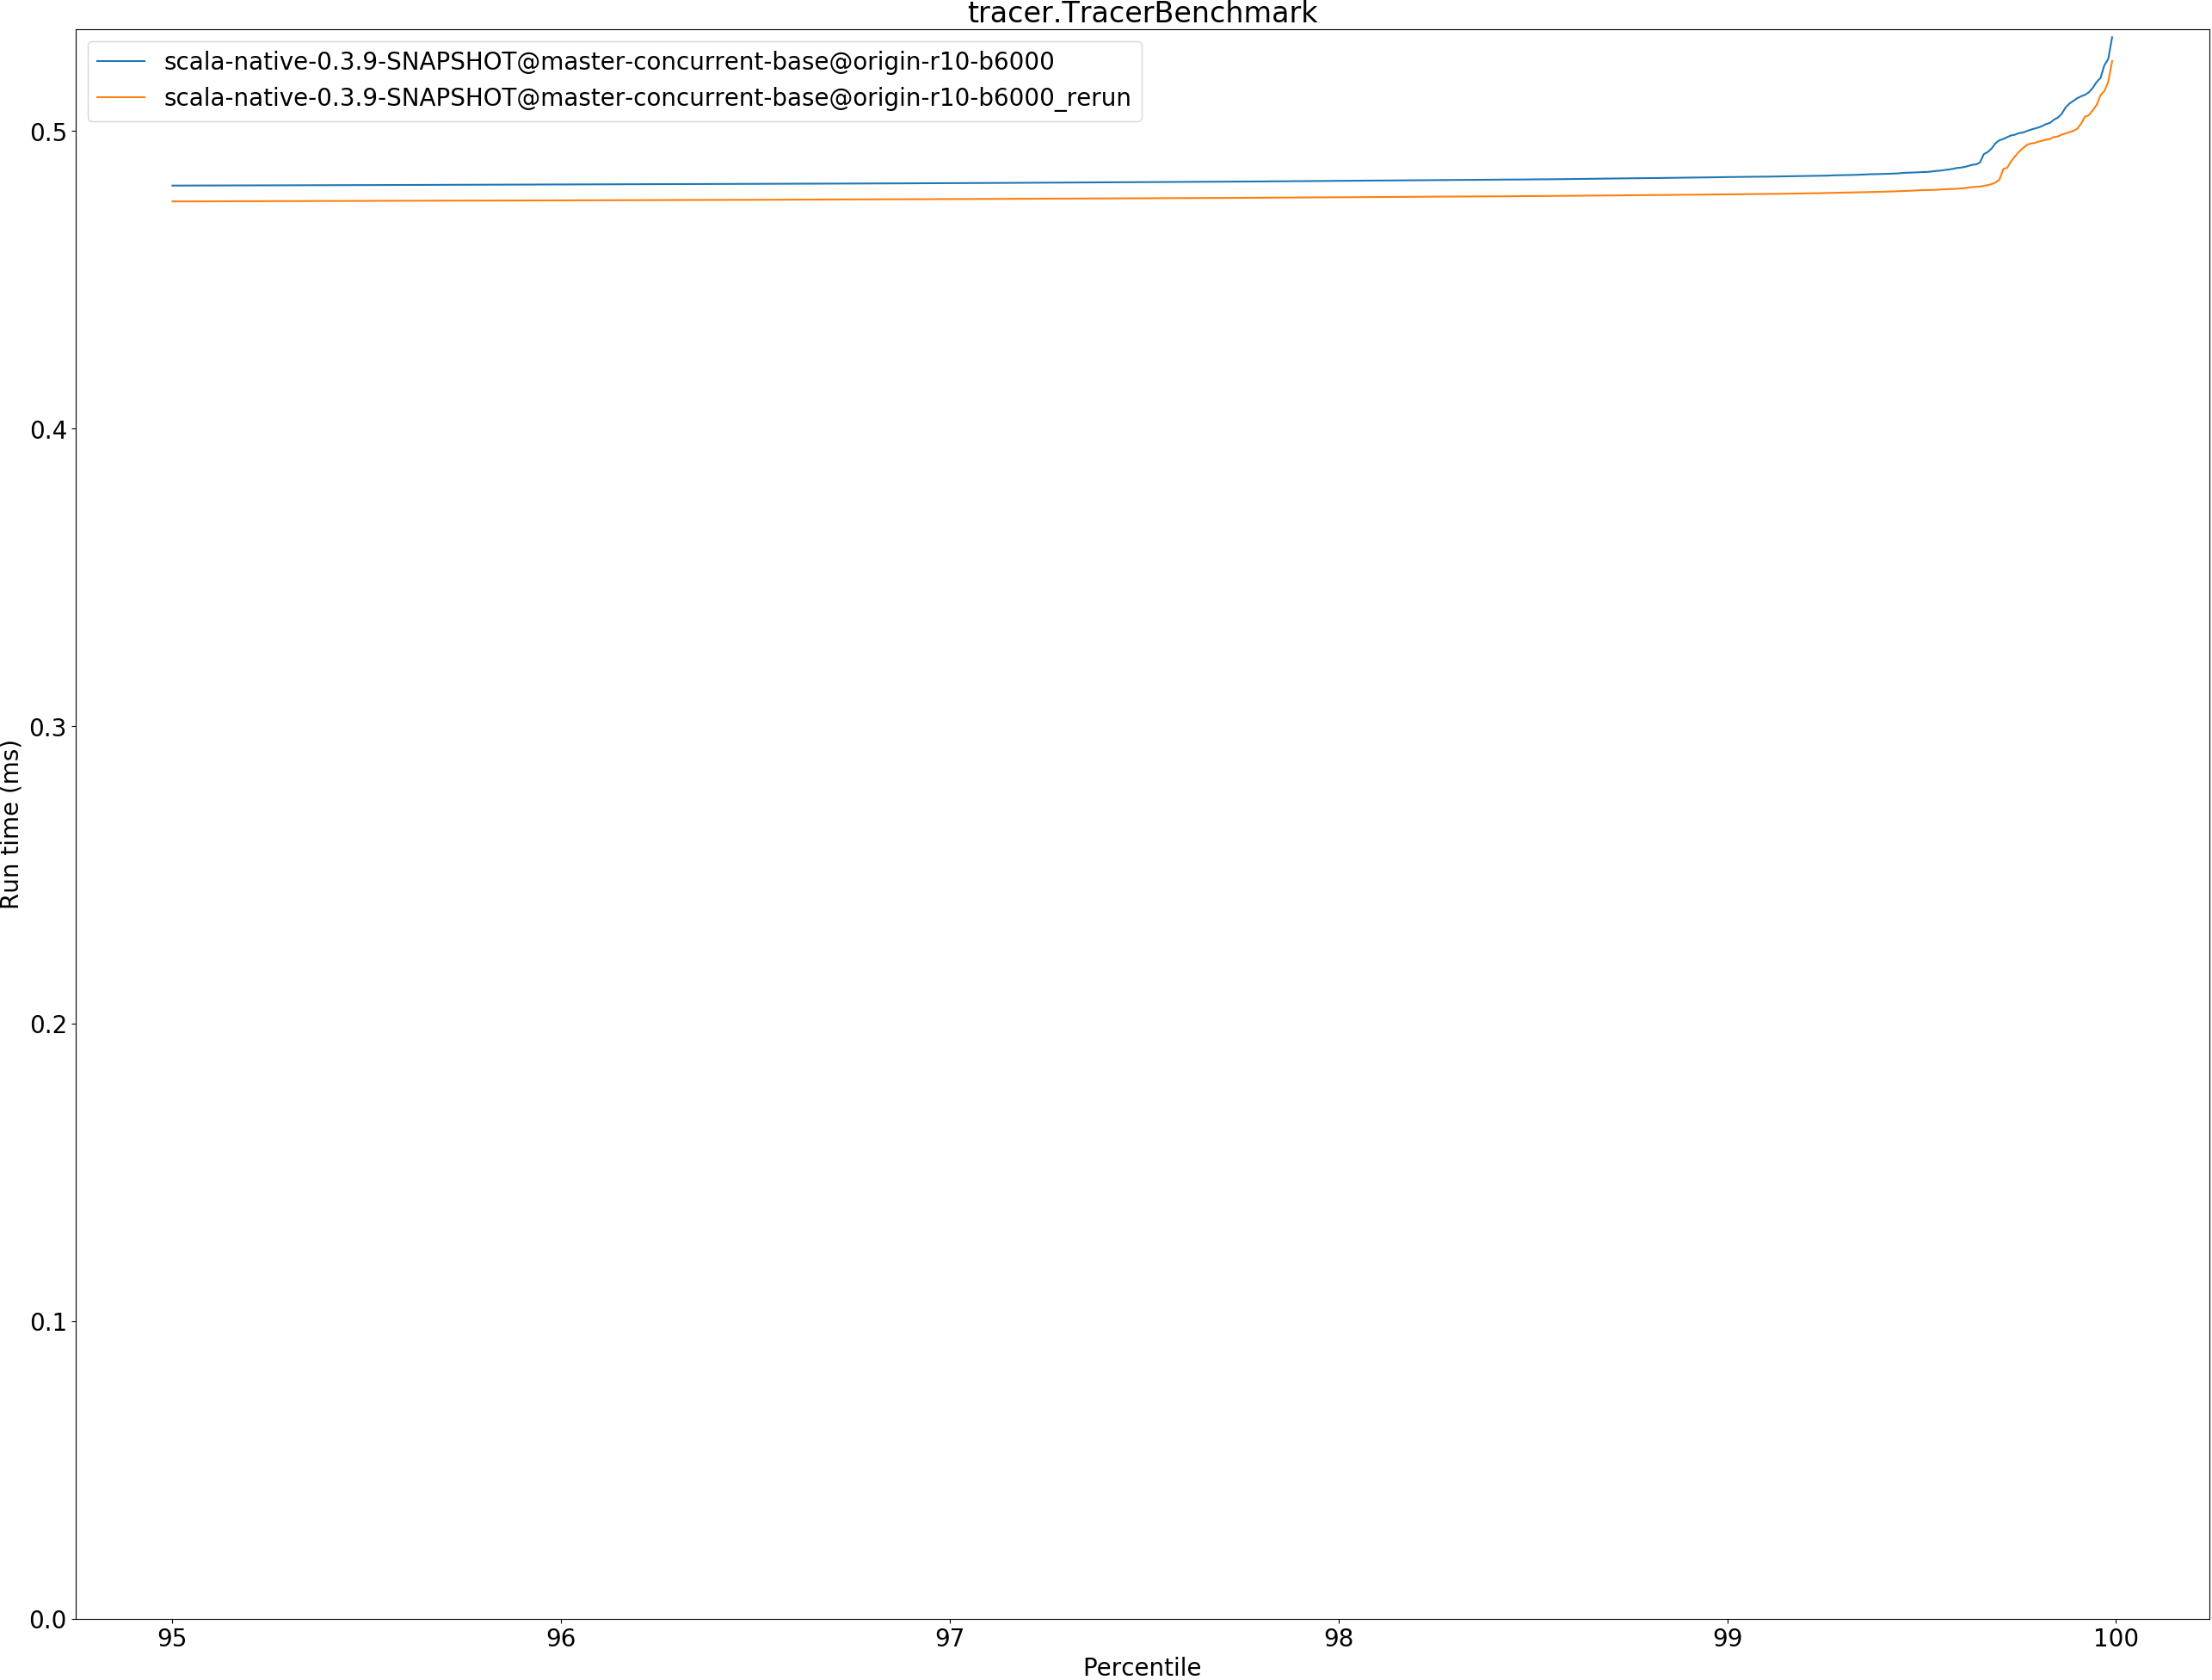 tracer.TracerBenchmark
scala-native-0.3.9-SNAPSHOT@master-concurrent-base@origin-r10-b6000
scala-native-0.3.9-SNAPSHOT@master-concurrent-base@origin-r10-b6000_rerun
0.5
0.4
0.3
0.2
0.1
0.0
Run time (ms)
95 96 97 98 99 100
Percentile